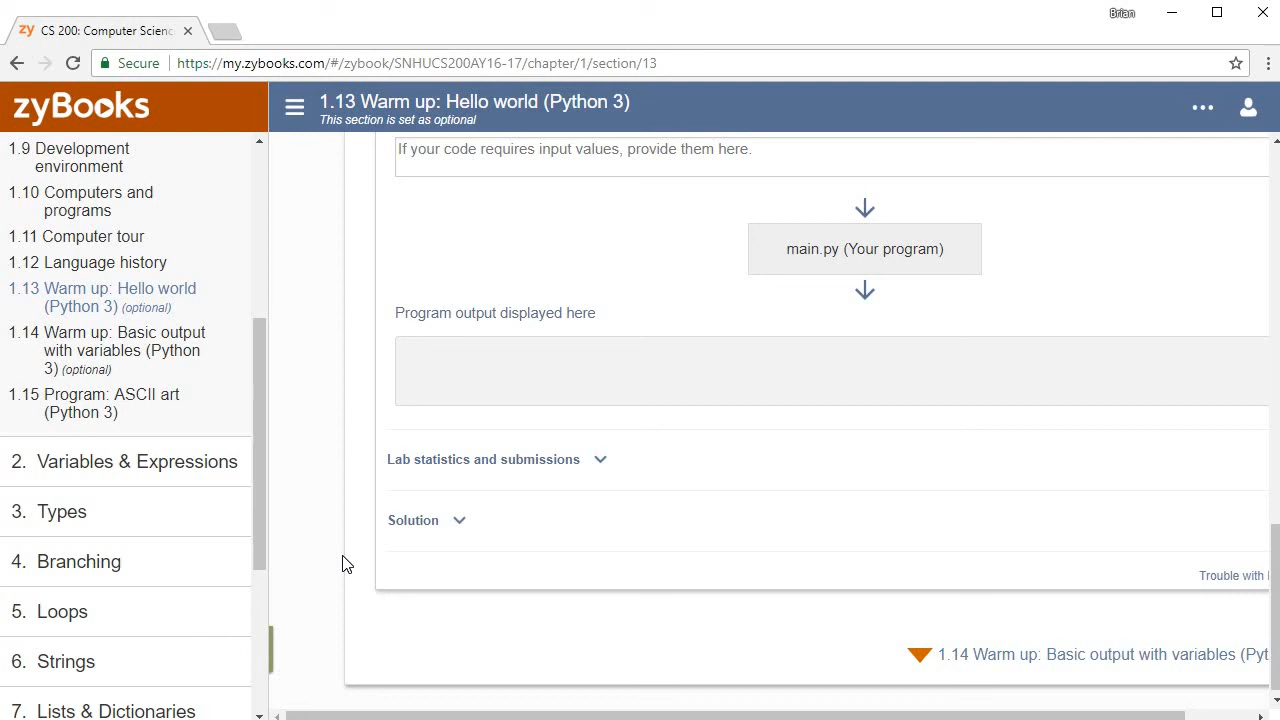 Brian
zy CS 200: Computer Scienc
Secure https://my.zybooks.com/#/zybook/SNHUCS200AY16-17/chapter/1/section/13
zyBooks
1.13 Warm up: Hello world (Python 3)
This section is set as optional
1.9 Development
environment
1.10 Computers and
programs
1.11 Computer tour
1.12 Language history
1.13 Warm up: Hello world
(Python 3) (optional)
1.14 Warm up: Basic output
with variables (Python
3) (optional)
1.15 Program: ASCII art
(Python 3)
2. Variables & Expressions
3. Types
4. Branching
5. Loops
6. Strings
7. Lists & Dictionaries
If your code requires input values, provide them here.
main.py (Your program)
Program output displayed here
Lab statistics and submissions
Solution
Trouble with
1.14 Warm up: Basic output with variables (Pyt